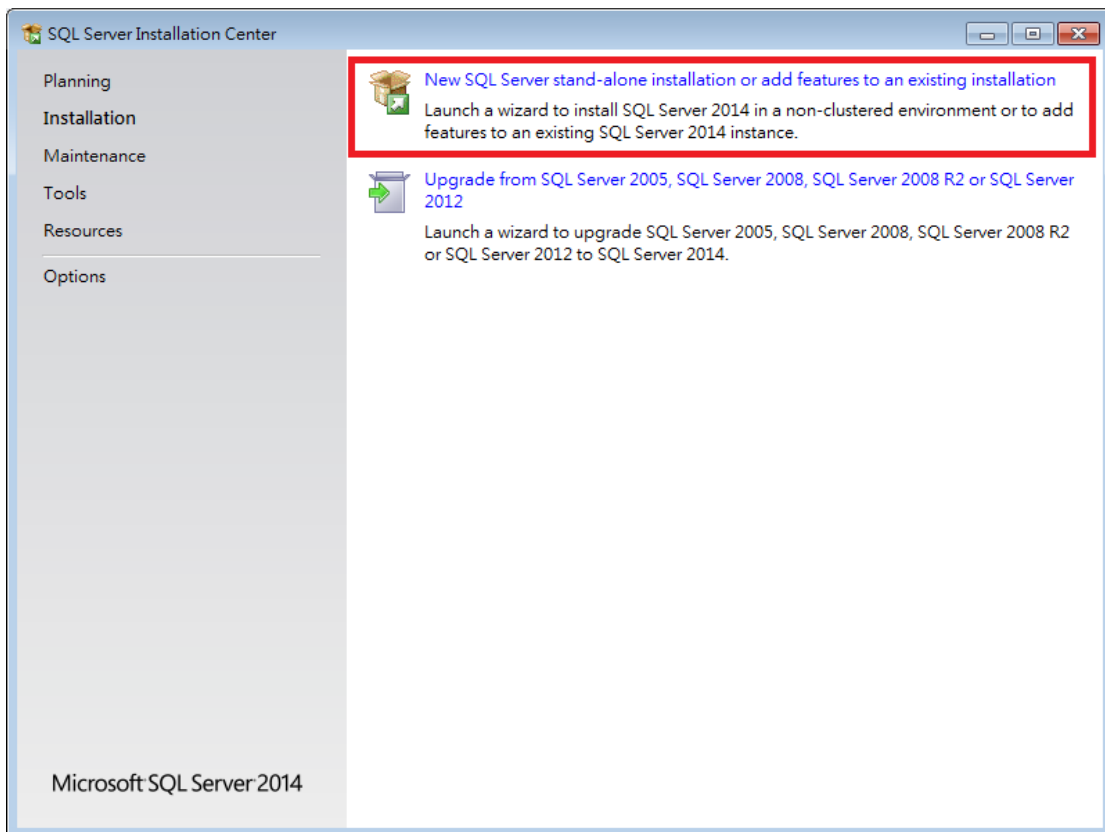 SQL Server Installation Center
Planning
Installation
Maintenance
Tools
Resources
Options
New SQL Server stand-alone installation or add features to an existing installation
Launch a wizard to install SQL Server 2014 in a non-clustered environment or to add
features to an existing SQL Server 2014 instance.
Upgrade from SQL Server 2005, SQL Server 2008, SQL Server 2008 R2 or SQL Server
2012
Launch a wizard to upgrade SQL Server 2005, SQL Server 2008, SQL Server 2008 R2
or SQL Server 2012 to SQL Server 2014.
Microsoft SQL Server 2014